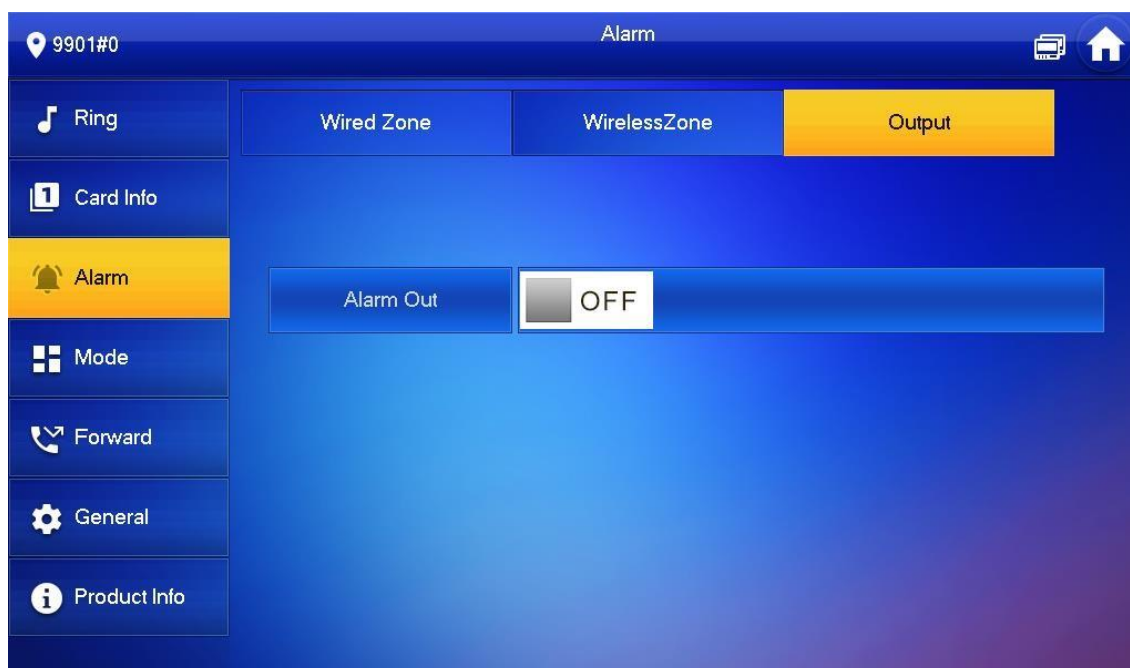 9901#0
Alarm
Ring
Card Info
Alarm
Mode
Forward
General
Product Info
Wired Zone
WirelessZone
Output
Alarm Out
OFF